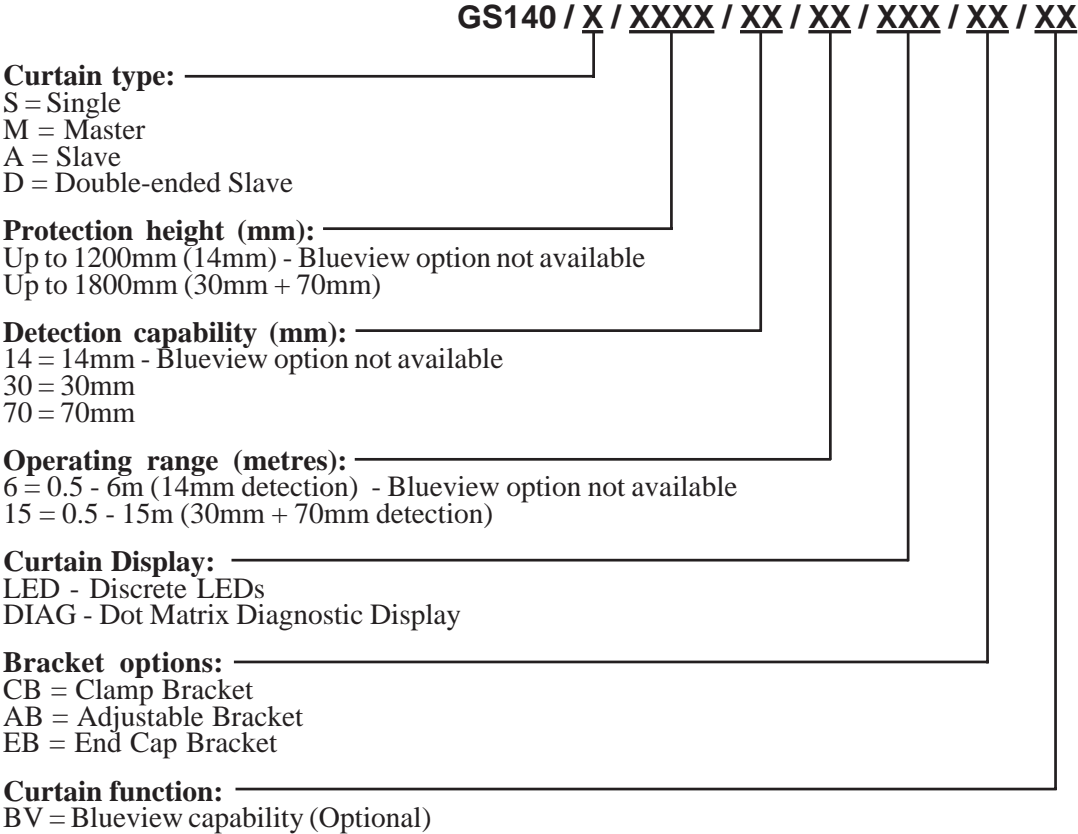 GS140 / X / XXXX / XX / XX / XXX / XX / XX
Curtain type:
S = Single
M = Master
A = Slave
D = Double-ended Slave
Protection height (mm):
Up to 1200mm (14mm) - Blueview option not available
Up to 1800mm (30mm + 70mm)
Detection capability (mm):
14 = 14mm - Blueview option not available
30 = 30mm
70 = 70mm
Operating range (metres):
6 = 0.5 - 6m (14mm detection) - Blueview option not available
15 = 0.5 - 15m (30mm + 70mm detection)
Curtain Display:
LED - Discrete LEDs
DIAG - Dot Matrix Diagnostic Display
Bracket options:
CB = Clamp Bracket
AB = Adjustable Bracket
EB = End Cap Bracket
Curtain function:
BV = Blueview capability (Optional)